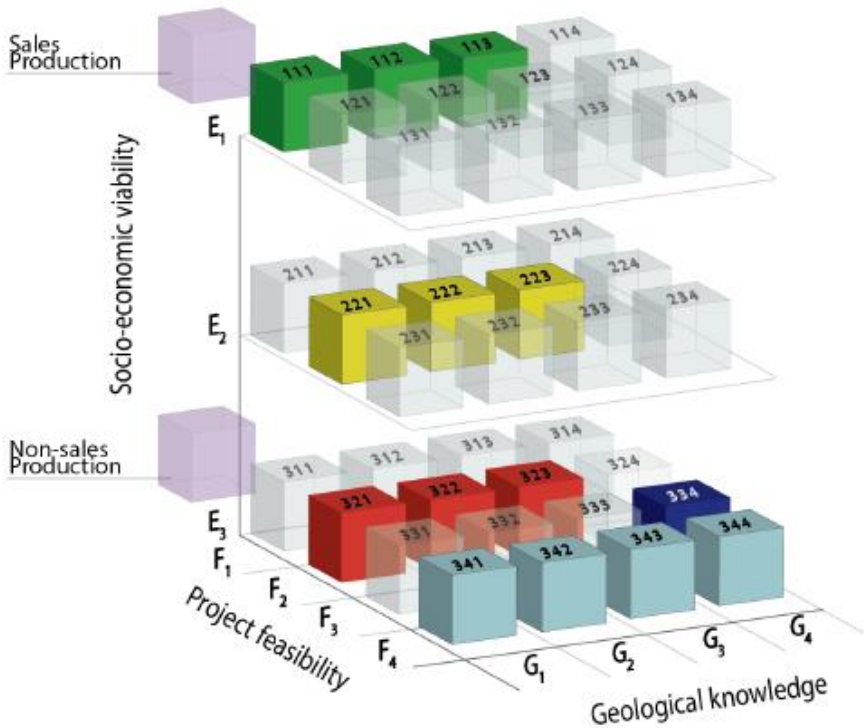 Sales
Production
Socio-economic viability
E1
111
112
113
114
121
122
123
124
131
132
133
134
E2
211
212
213
214
221
222
223
224
231
232
233
234
Non-sales
Production
E3
311
312
313
314
321
322
323
324
331
332
333
334
341
342
343
344
F1
F2
F3
F4
Project feasibility
G1
G2
G3
G4
Geological knowledge